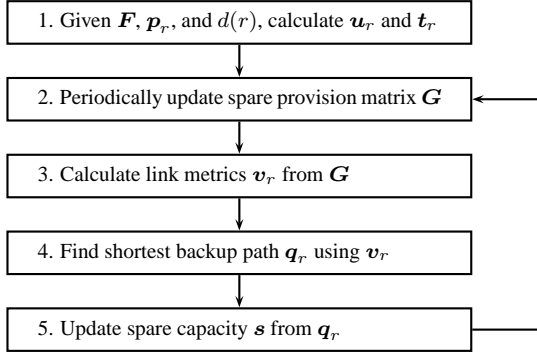 1. Given F, p_r, and d(r), calculate u_r and t_r
2. Periodically update spare provision matrix G
3. Calculate link metrics v_r from G
4. Find shortest backup path q_r using v_r
5. Update spare capacity s from q_r